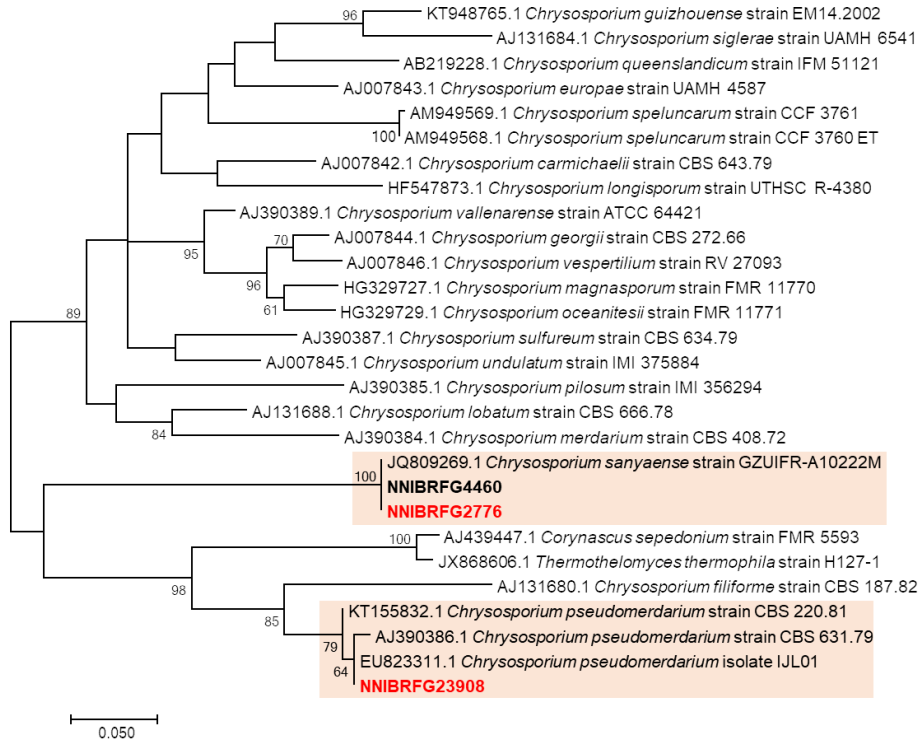 96
KT948765.1 Chrysosporium guizhouense strain EM14.2002
AJ131684.1 Chrysosporium siglerae strain UAMH 6541
AB219228.1 Chrysosporium queenslandicum strain IFM 51121
AJ007843.1 Chrysosporium europae strain UAMH 4587
AM949569.1 Chrysosporium speluncarum strain CCF 3761
100
AM949568.1 Chrysosporium speluncarum strain CCF 3760 ET
AJ007842.1 Chrysosporium carmichaelii strain CBS 643.79
HF547873.1 Chrysosporium longisporum strain UTHSC R-4380
AJ390389.1 Chrysosporium vallenarense strain ATCC 64421
95
70
AJ007844.1 Chrysosporium georgii strain CBS 272.66
AJ007846.1 Chrysosporium vespertilium strain RV 27093
96
HG329727.1 Chrysosporium magnasporum strain FMR 11770
61
HG329729.1 Chrysosporium oceanitesii strain FMR 11771
89
AJ390387.1 Chrysosporium sulfureum strain CBS 634.79
AJ007845.1 Chrysosporium undulatum strain IMI 375884
AJ390385.1 Chrysosporium pilosum strain IMI 356294
AJ131688.1 Chrysosporium lobatum strain CBS 666.78
84
AJ390384.1 Chrysosporium merdarium strain CBS 408.72
JQ809269.1 Chrysosporium sanyaense strain GZUIFR-A10222M
100
NNIBRFG4460
NNIBRFG2776
AJ439447.1 Corynascus sepedonium strain FMR 5593
100
JX868606.1 Thermothelomyces thermophila strain H127-1
98
AJ131680.1 Chrysosporium filiforme strain CBS 187.82
85
KT155832.1 Chrysosporium pseudomerdarium strain CBS 220.81
AJ390386.1 Chrysosporium pseudomerdarium strain CBS 631.79
79
EU823311.1 Chrysosporium pseudomerdarium isolate IJL01
64
NNIBRFG23908
0.050